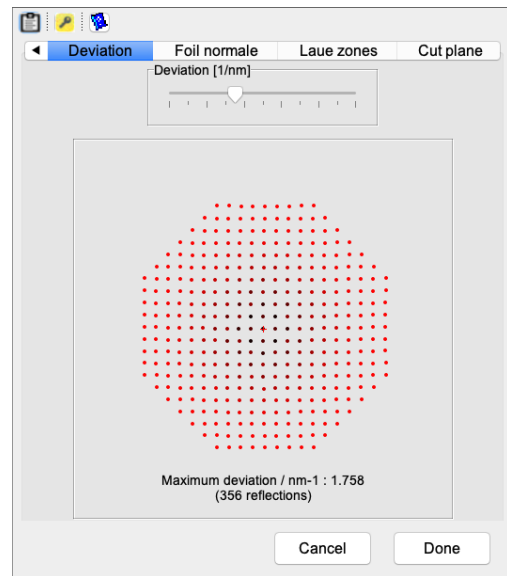 Deviation Foil normale Laue zones Cut plane
Deviation [1/nm]
Maximum deviation / nm-1 : 1.758
(356 reflections)
Cancel Done